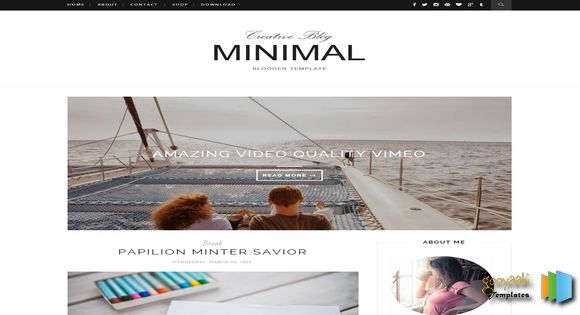 HOME ABOUT CONTACT SHOP DOWNLOAD
Creative Blog
MINIMAL
BLOGGER TEMPLATE
AMAZING VIDEO QUALITY VIMEO
READ MORE →
Break
PAPILION MINTER SAVIOR
WEDNESDAY, MARCH 04, 2015
ABOUT ME
gooyaabi
Templates